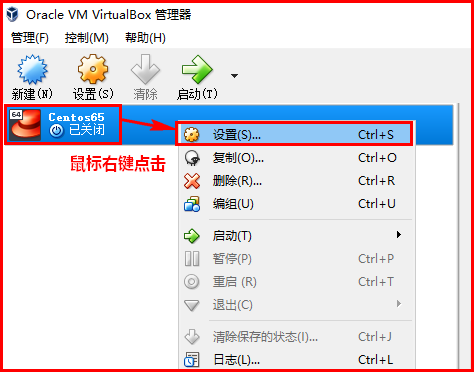 Oracle VM VirtualBox 管理器
管理(F) 控制(M) 帮助(H)
新建(N) 设置(S) 清除 启动(T)
64
Centos65
已关闭
鼠标右键点击
设置(S)... Ctrl+S
复制(O)... Ctrl+O
删除(R)... Ctrl+R
编组(U) Ctrl+U
启动(T)
暂停(P) Ctrl+P
重启 (R) Ctrl+T
退出(C)
清除保存的状态(I)... Ctrl+J
日志(L)... Ctrl+L